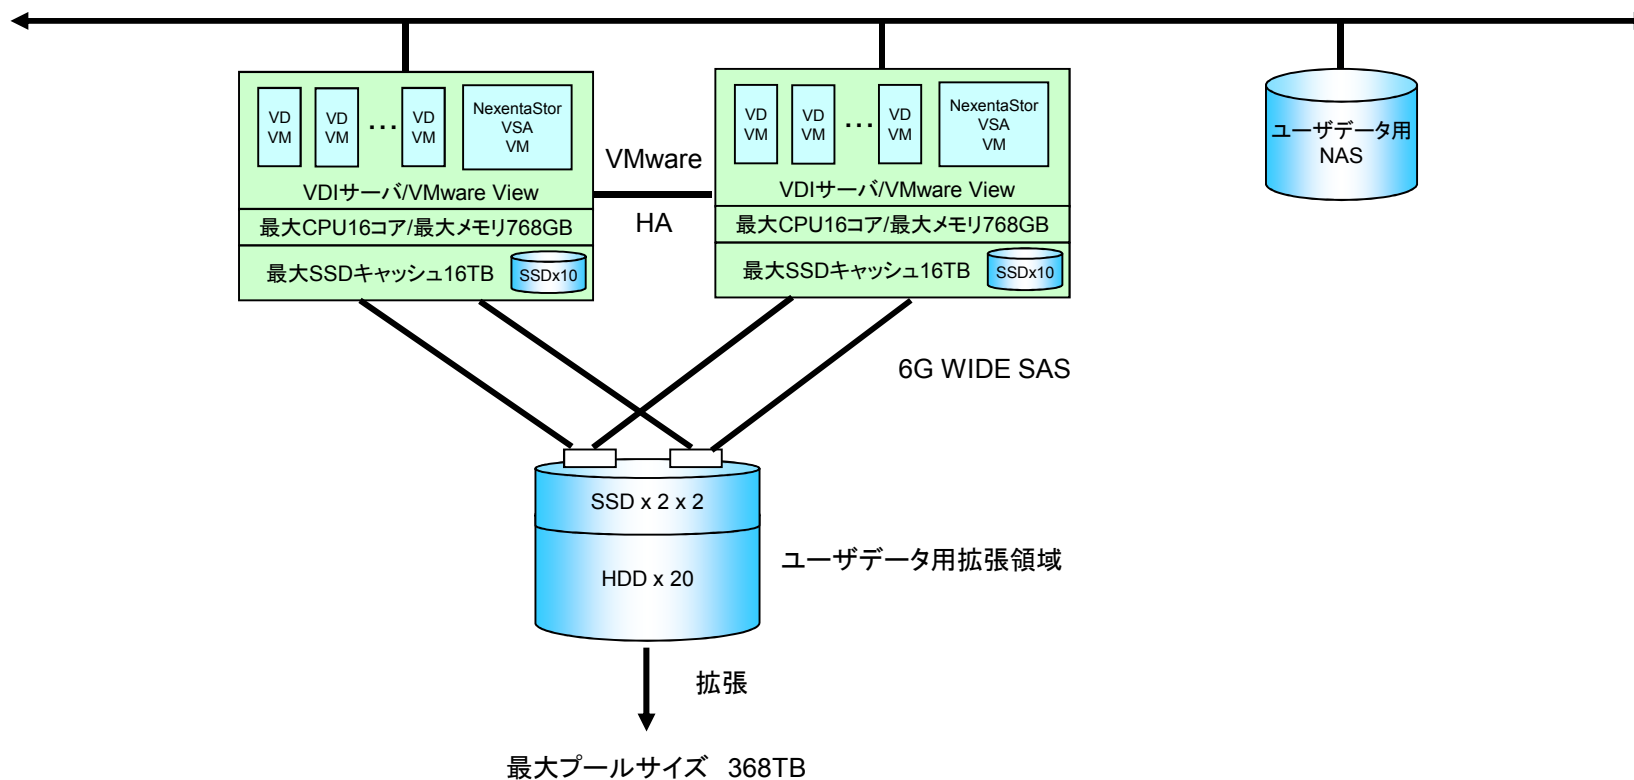 VD
VM
VD
VM
...
VD
VM
NexentaStor
VSA
VM
VDIサーバ/VMware View
最大CPU16コア/最大メモリ768GB
最大SSDキャッシュ16TB
SSDx10
VMware
HA
VD
VM
VD
VM
...
VD
VM
NexentaStor
VSA
VM
VDIサーバ/VMware View
最大CPU16コア/最大メモリ768GB
最大SSDキャッシュ16TB
SSDx10
ユーザデータ用
NAS
6G WIDE SAS
SSD x 2 x 2
HDD x 20
ユーザデータ用拡張領域
拡張
最大プールサイズ 368TB